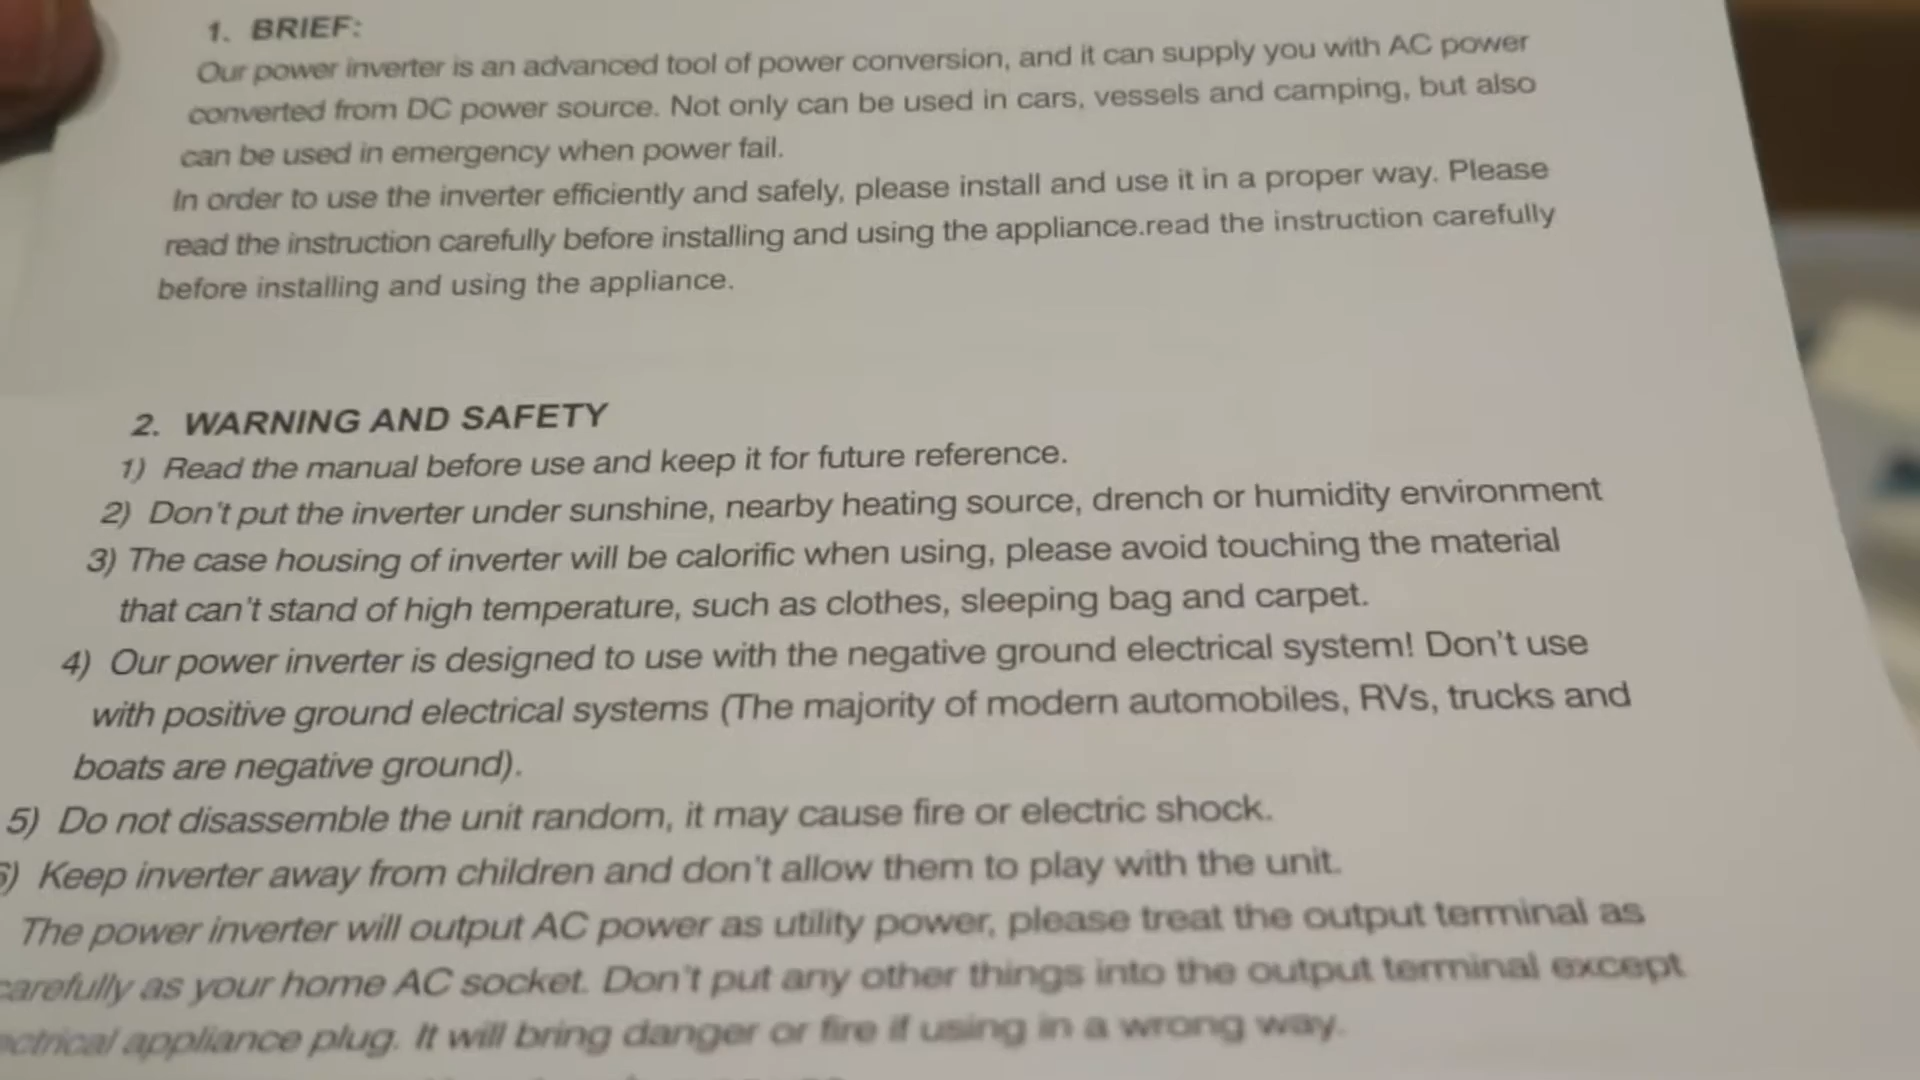 1. BRIEF:
Our power inverter is an advanced tool of power conversion, and it can supply you with AC power
converted from DC power source. Not only can be used in cars, vessels and camping, but also
can be used in emergency when power fail.
In order to use the inverter efficiently and safely, please install and use it in a proper way. Please
read the instruction carefully before installing and using the appliance.read the instruction carefully
before installing and using the appliance.
2. WARNING AND SAFETY
1) Read the manual before use and keep it for future reference.
2) Don't put the inverter under sunshine, nearby heating source, drench or humidity environment
3) The case housing of inverter will be calorific when using, please avoid touching the material
that can't stand of high temperature, such as clothes, sleeping bag and carpet.
4) Our power inverter is designed to use with the negative ground electrical system! Don't use
with positive ground electrical systems (The majority of modern automobiles, RVs, trucks and
boats are negative ground).
5) Do not disassemble the unit random, it may cause fire or electric shock.
6) Keep inverter away from children and don't allow them to play with the unit.
The power inverter will output AC power as utility power, please treat the output terminal as
carefully as your home AC socket. Don't put any other things into the output terminal except
appliance plug. It will bring danger or fire if using in a wrong way.